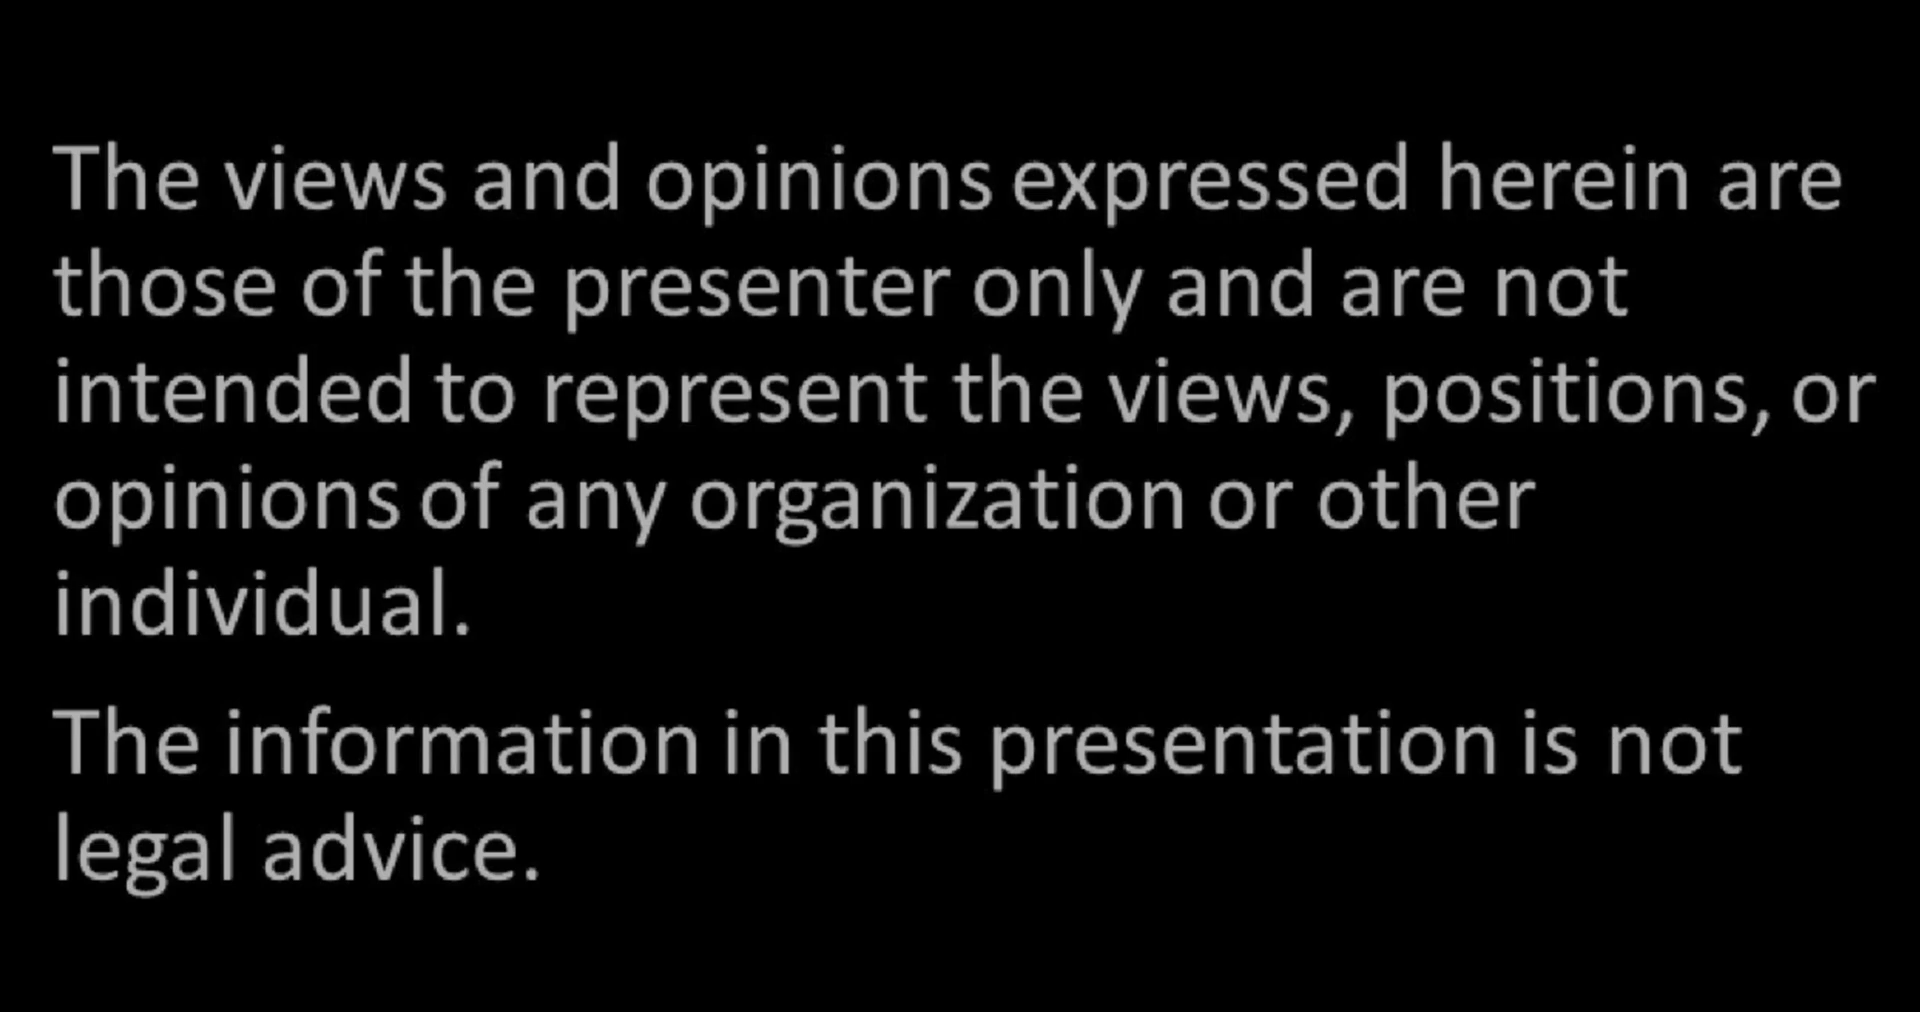 The views and opinions expressed herein are
those of the presenter only and are not
intended to represent the views, positions, or
opinions of any organization or other
individual.
The information in this presentation is not
legal advice.